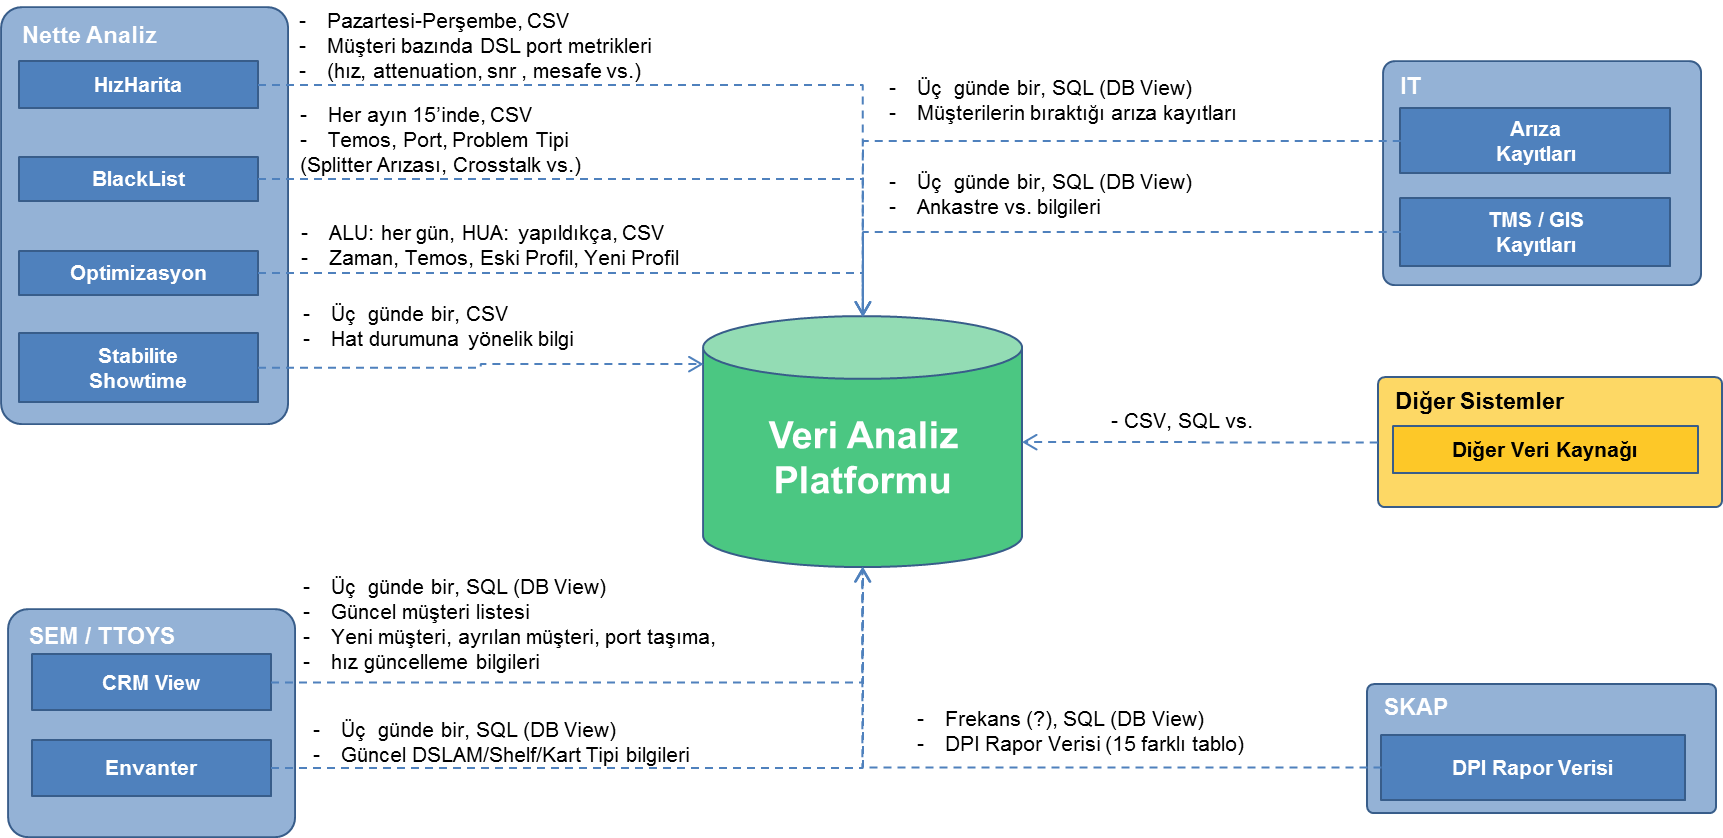 Nette Analiz
HızHarita
BlackList
Optimizasyon
Stabilite
Showtime
- Pazartesi-Perşembe, CSV
- Müşteri bazında DSL port metrikleri
- (hız, attenuation, snr , mesafe vs.)
- Her ayın 15’inde, CSV
- Temos, Port, Problem Tipi
(Splitter Arızası, Crosstalk vs.)
- ALU: her gün, HUA: yapıldıkça, CSV
- Zaman, Temos, Eski Profil, Yeni Profil
- Üç günde bir, CSV
- Hat durumuna yönelik bilgi
- Üç günde bir, SQL (DB View)
- Müşterilerin bıraktığı arıza kayıtları
- Üç günde bir, SQL (DB View)
- Ankastre vs. bilgileri
IT
Arıza
Kayıtları
TMS / GIS
Kayıtları
Veri Analiz
Platformu
- CSV, SQL vs.
Diğer Sistemler
Diğer Veri Kaynağı
SEM / TTOYS
CRM View
Envanter
- Üç günde bir, SQL (DB View)
- Güncel müşteri listesi
- Yeni müşteri, ayrılan müşteri, port taşıma,
- hız güncelleme bilgileri
- Üç günde bir, SQL (DB View)
- Güncel DSLAM/Shelf/Kart Tipi bilgileri
- Frekans (?), SQL (DB View)
- DPI Rapor Verisi (15 farklı tablo)
SKAP
DPI Rapor Verisi